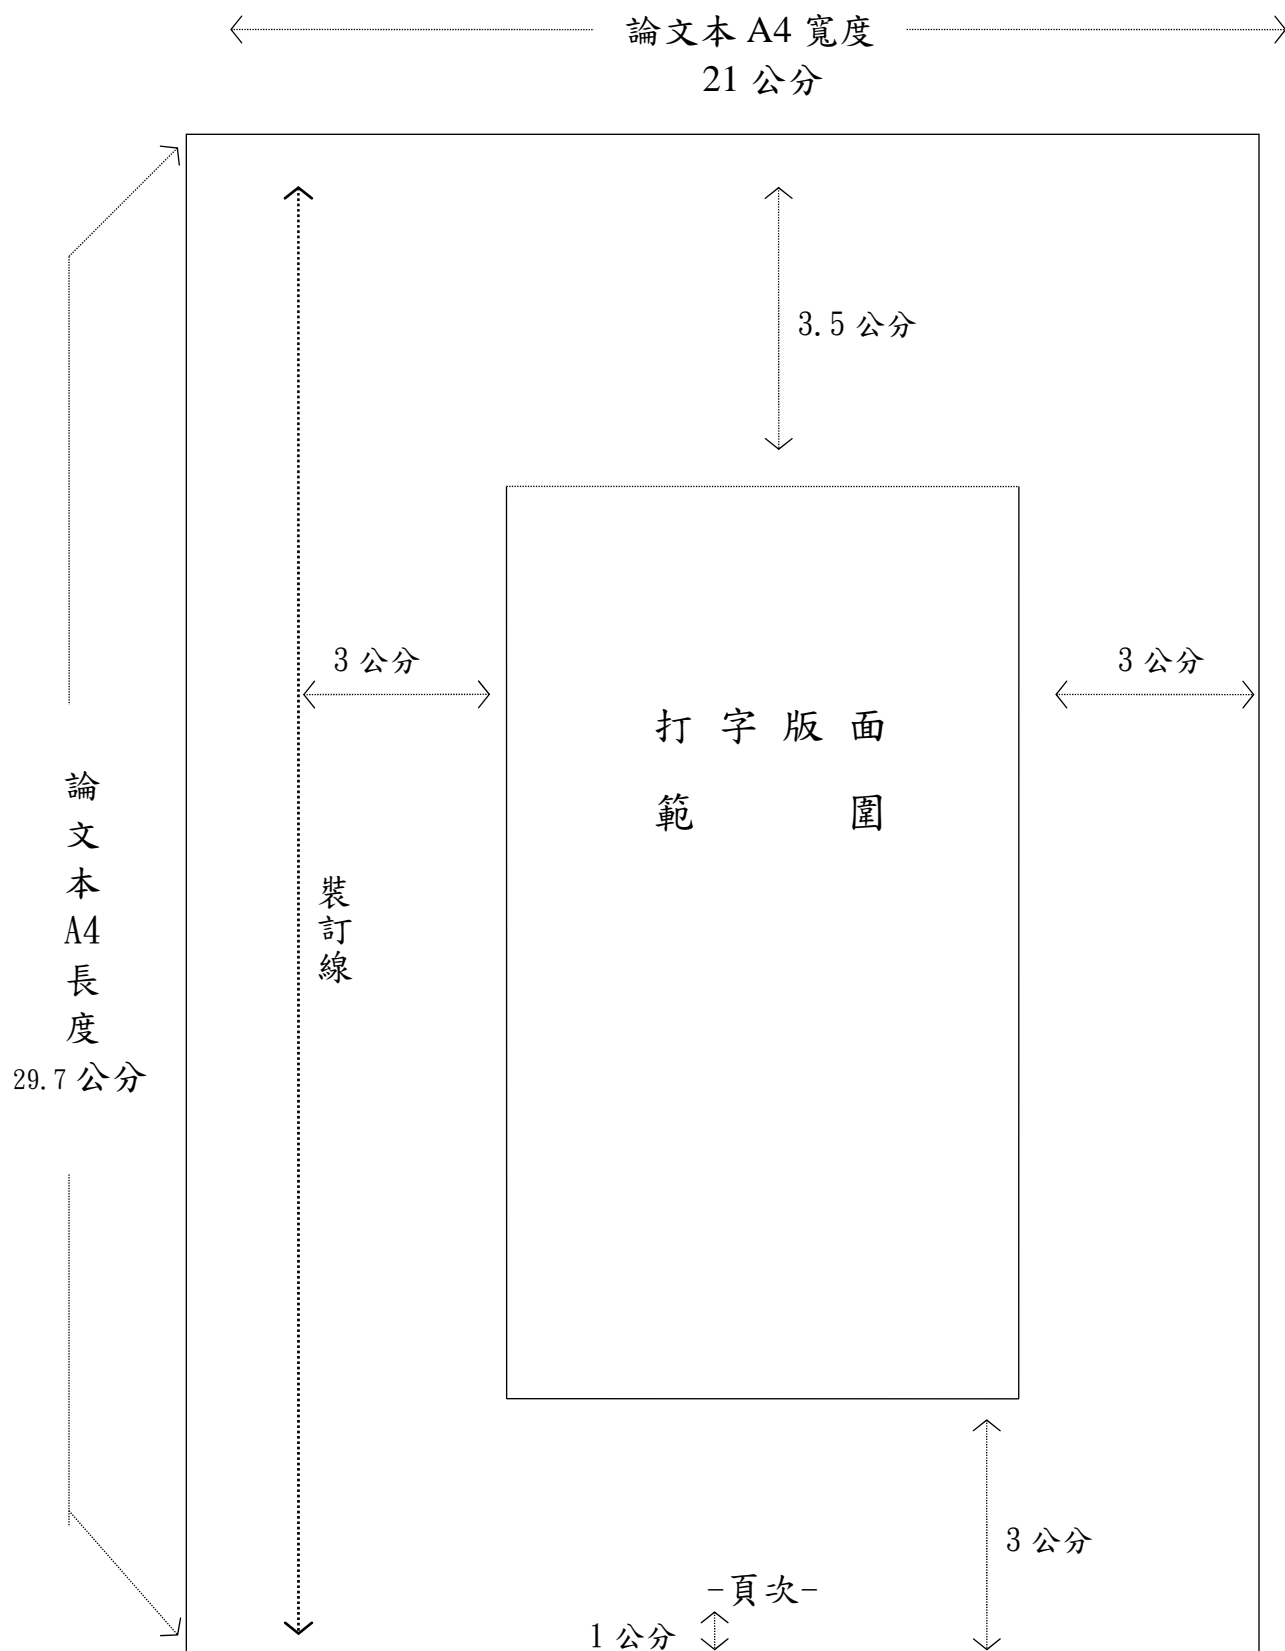 論文本 A4 寬度
21 公分
3.5 公分
3 公分
3 公分
打字版面
範圍
論
文
本
A4
長
度
29.7 公分
裝
訂
線
3 公分
-頁次-
1 公分